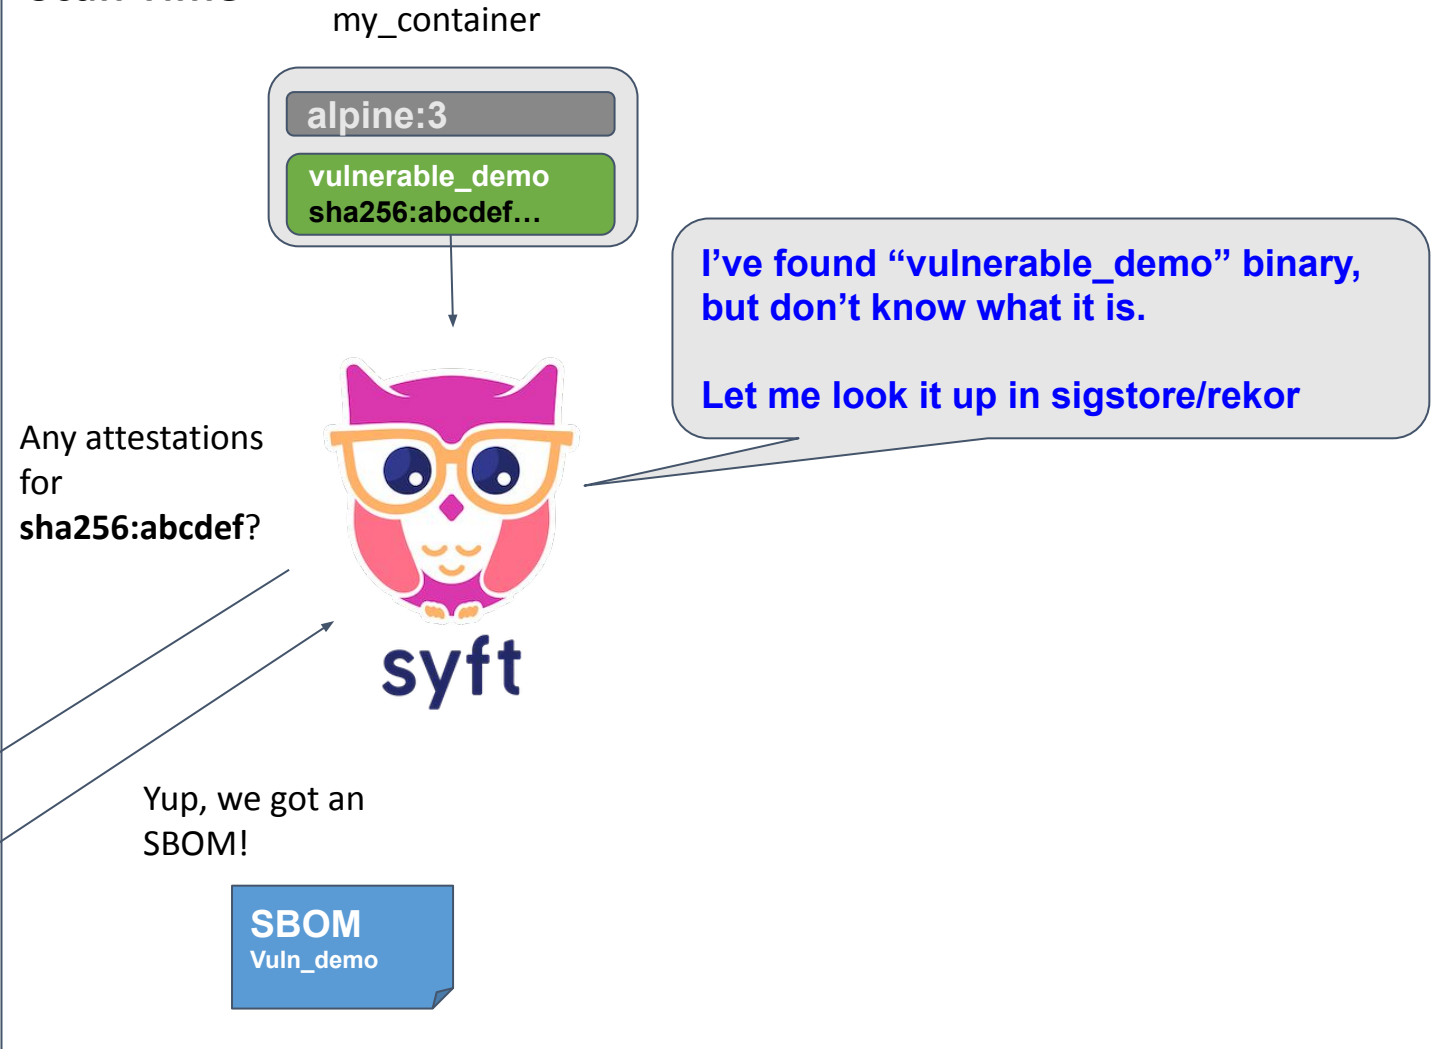 my_container
alpine:3
vulnerable_demo
sha256:abcdef…
I’ve found “vulnerable_demo” binary,
but don’t know what it is.
Let me look it up in sigstore/rekor
Any attestations
for
sha256:abcdef?
syft
Yup, we got an
SBOM!
SBOM
Vuln_demo